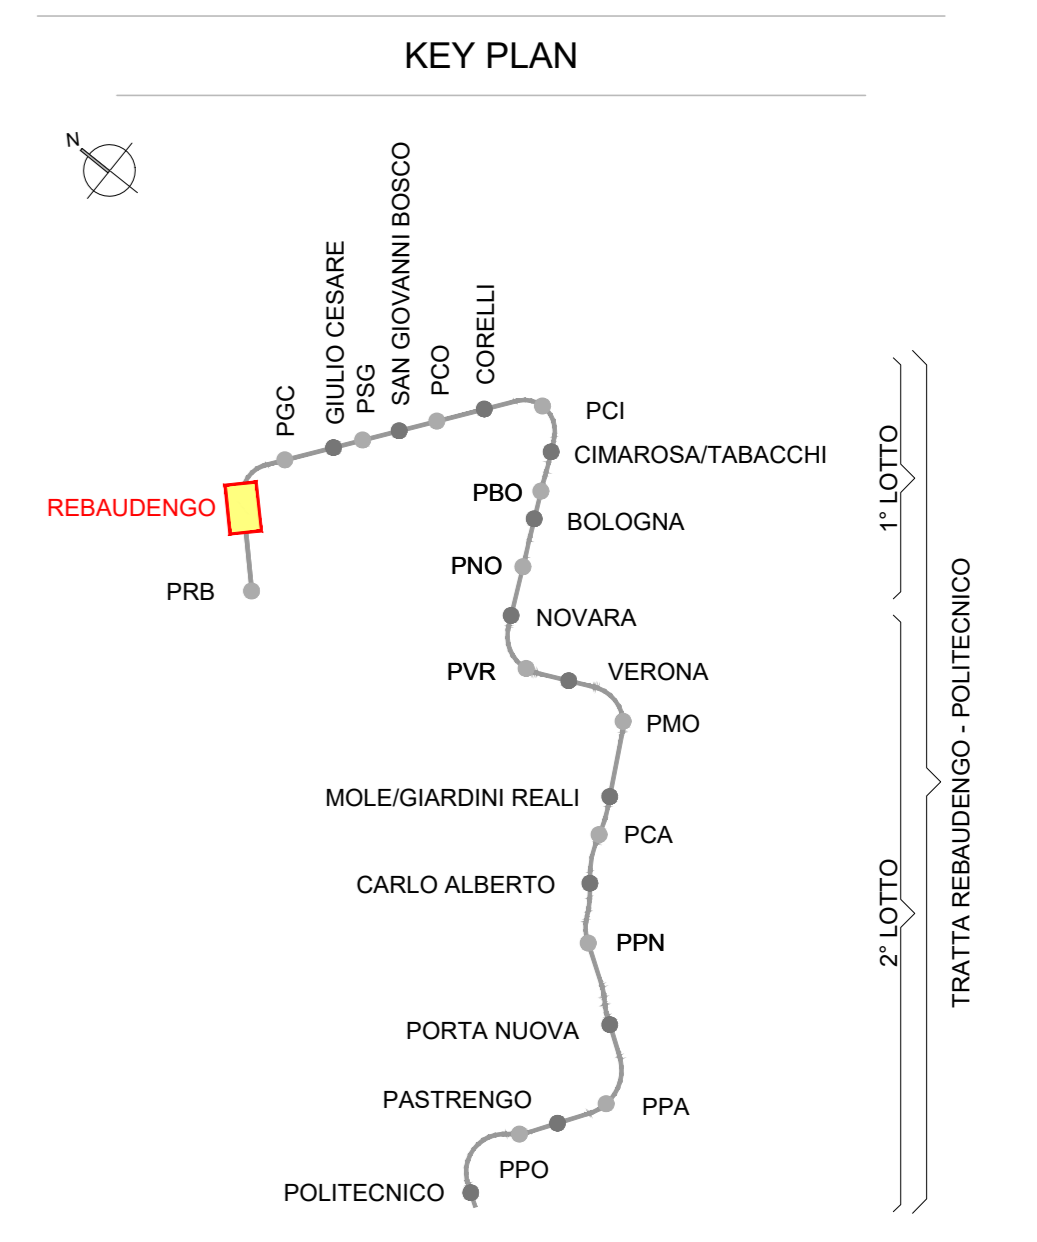 KEY PLAN
N
PGC
GIULIO CESARE
PSG
SAN GIOVANNI BOSCO
PCO
CORELLI
PCI
CIMAROSA/TABACCHI
PBO
REBAUDENGO
BOLOGNA
PNO
PRB
NOVARA
PVR
VERONA
PMO
MOLE/GIARDINI REALI
PCA
CARLO ALBERTO
PPN
PORTA NUOVA
PASTRENGO
PPA
PPO
POLITECNICO
1° LOTTO
2° LOTTO
TRATTA REBAUDENGO - POLITECNICO